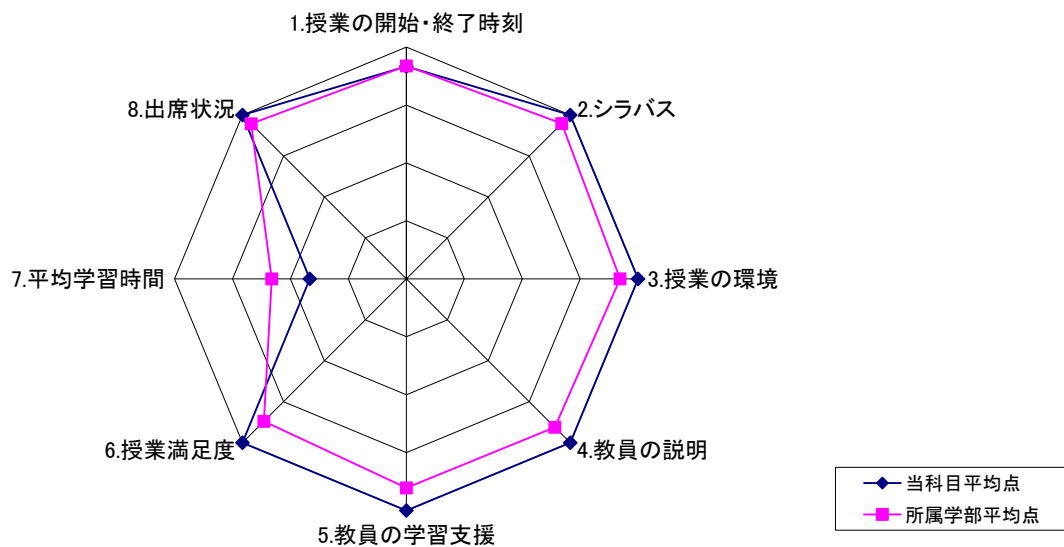 1.授業の開始・終了時刻
2.シラバス
3.授業の環境
4.教員の説明
5.教員の学習支援
6.授業満足度
7.平均学習時間
8.出席状況
当科目平均点
所属学部平均点